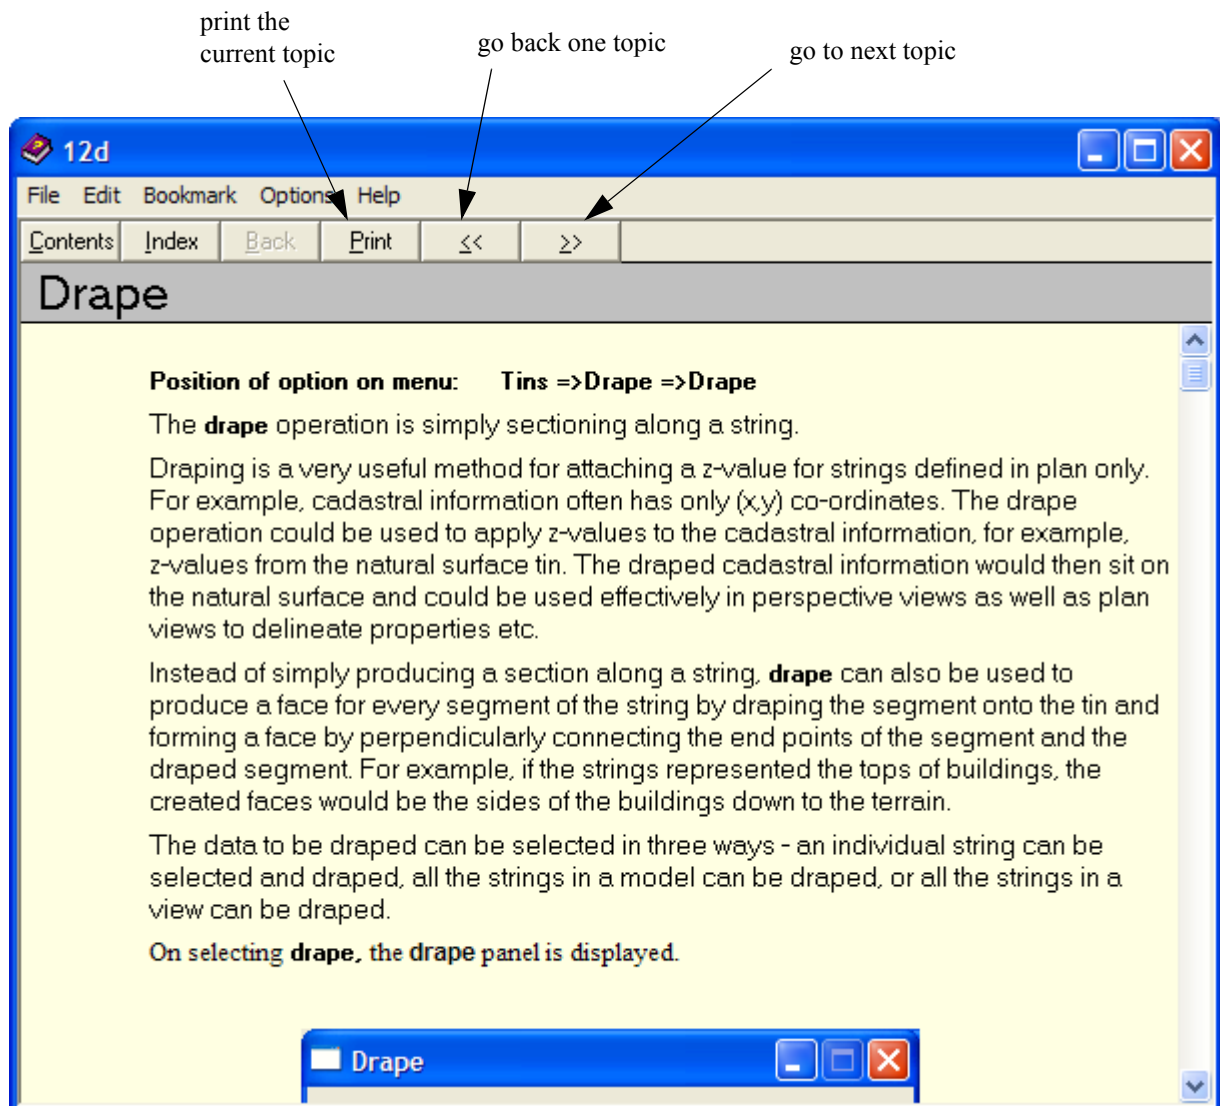 print the
current topic
go back one topic
go to next topic
12d
File Edit Bookmark Options Help
Contents Index Back Print << >>
Drape
Position of option on menu: Tins =>Drape =>Drape
The drape operation is simply sectioning along a string.
Draping is a very useful method for attaching a z-value for strings defined in plan only.
For example, cadastral information often has only (x,y) co-ordinates. The drape
operation could be used to apply z-values to the cadastral information, for example,
z-values from the natural surface tin. The draped cadastral information would then sit on
the natural surface and could be used effectively in perspective views as well as plan
views to delineate properties etc.
Instead of simply producing a section along a string, drape can also be used to
produce a face for every segment of the string by draping the segment onto the tin and
forming a face by perpendicularly connecting the end points of the segment and the
draped segment. For example, if the strings represented the tops of buildings, the
created faces would be the sides of the buildings down to the terrain.
The data to be draped can be selected in three ways - an individual string can be
selected and draped, all the strings in a model can be draped, or all the strings in a
view can be draped.
On selecting drape, the drape panel is displayed.
Drape